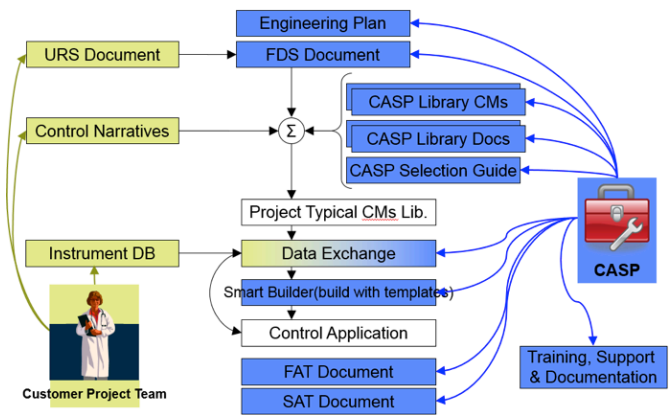 Engineering Plan
URS Document
FDS Document
CASP Library CMs
Control Narratives
Σ
CASP Library Docs
CASP Selection Guide
Project Typical CMs Lib.
Instrument DB
Data Exchange
CASP
Smart Builder(build with templates)
Control Application
Training, Support
& Documentation
FAT Document
Customer Project Team
SAT Document